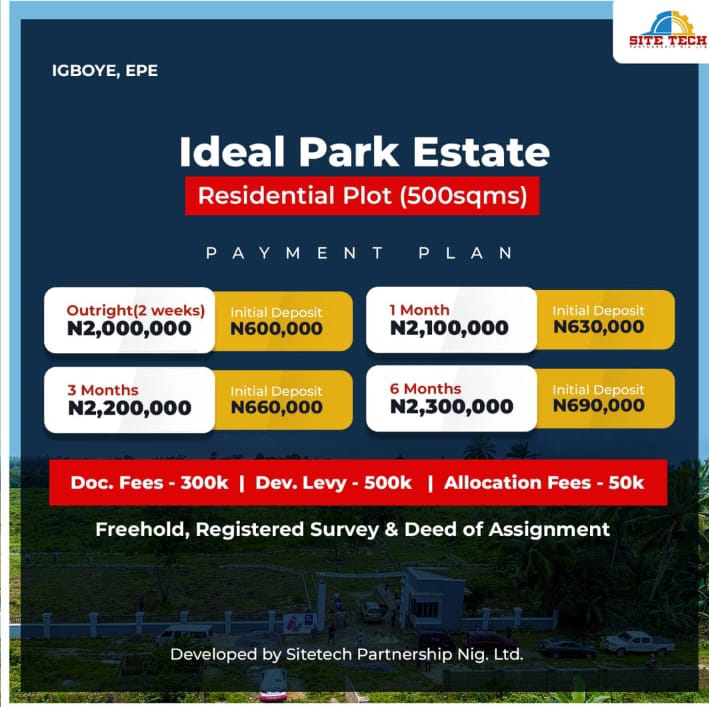 SITE TECH
PARTNERSHIP NIG LTD
IGBOYE, EPE
Ideal Park Estate
Residential Plot (500sqms)
PAYMENT PLAN
Outright(2 weeks)
N2,000,000
Initial Deposit
N600,000
1 Month
N2,100,000
Initial Deposit
N630,000
3 Months
N2,200,000
Initial Deposit
N660,000
6 Months
N2,300,000
Initial Deposit
N690,000
Doc. Fees - 300k | Dev. Levy - 500k | Allocation Fees - 50k
Freehold, Registered Survey & Deed of Assignment
Developed by Sitetech Partnership Nig. Ltd.